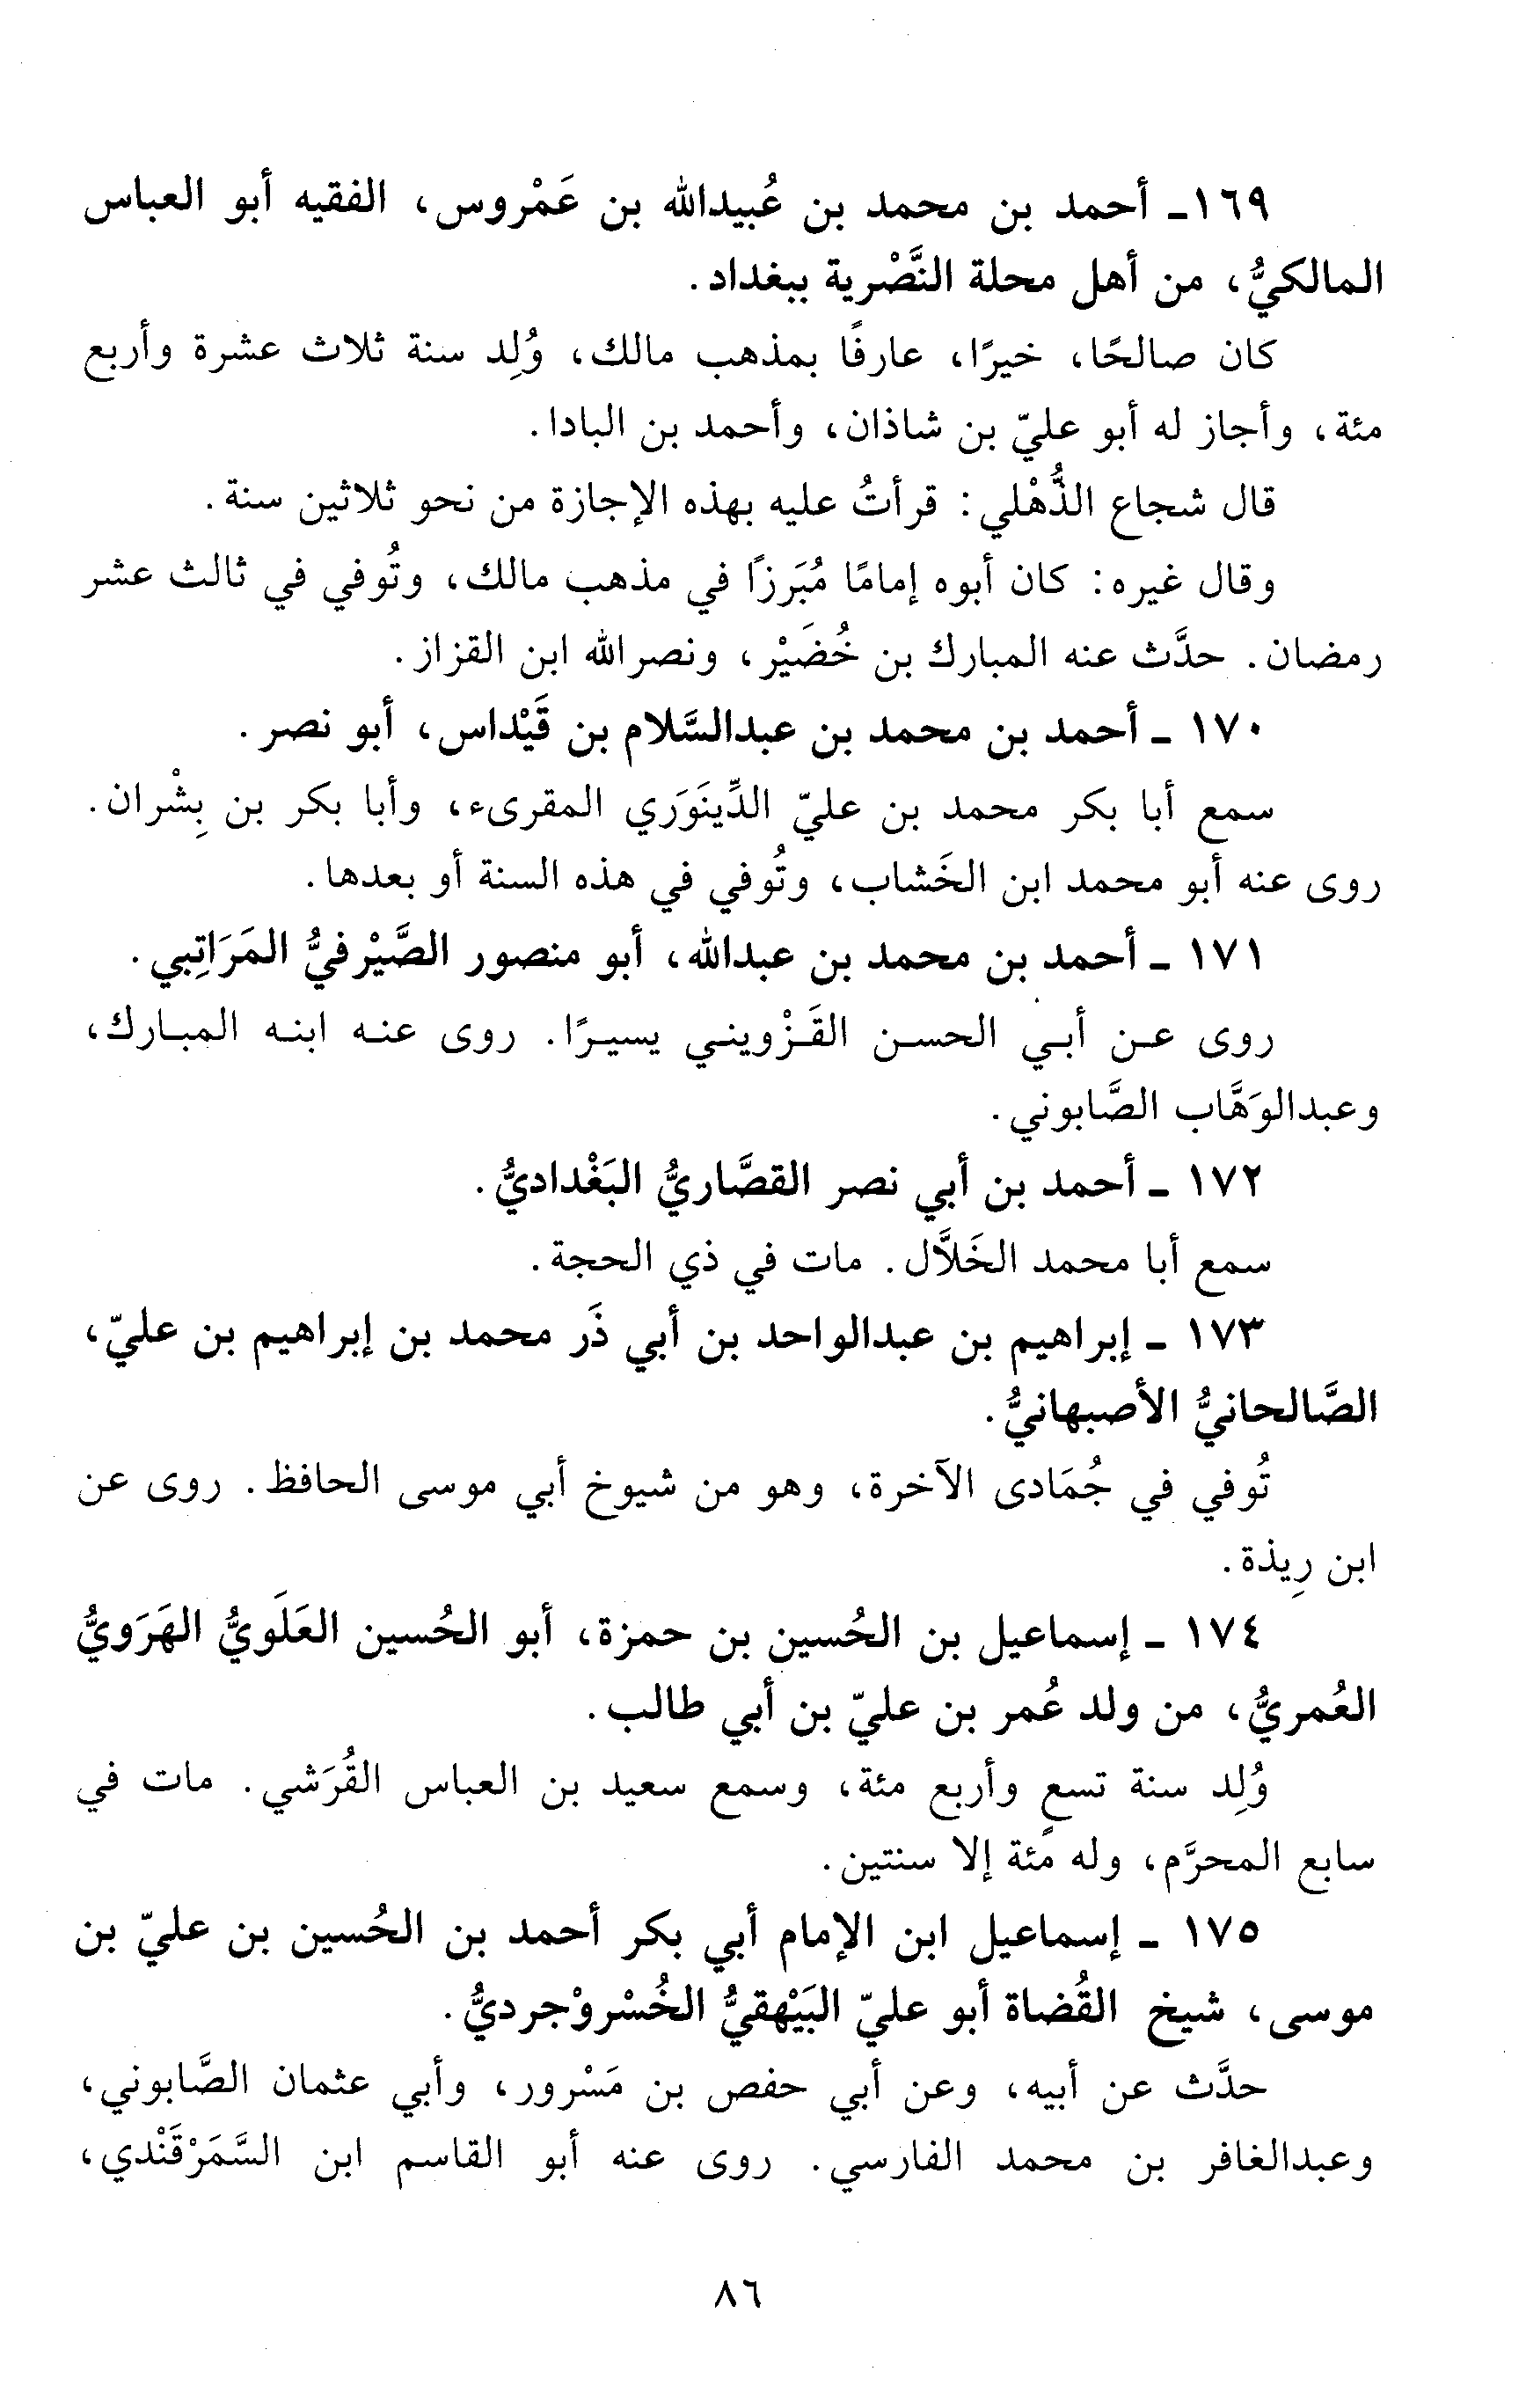 ١٦٩ـ أحمد بن محمد بن عُبيدالله بن عَمْروس، الفقيه أبو العباس
المالكيُّ، من أهل محلة النَّصْرية ببغداد.
كان صالحًا، خيرًا، عارفًا بمذهب مالك، وُلِد سنة ثلاث عشرة وأربع
مئة، وأجاز له أبو عليّ بن شاذان، وأحمد بن البادا.
قال شجاع الذُّهْلي: قرأتُ عليه بهذه الإجازة من نحو ثلاثين سنة.
وقال غيره: كان أبوه إمامًا مُبَرزًا في مذهب مالك، وتُوفي في ثالث عشر
رمضان. حدَّث عنه المبارك بن خُضَيْر، ونصرالله ابن القزاز.
١٧٠ ـ أحمد بن محمد بن عبدالسَّلام بن قَيْداس، أبو نصر.
سمع أبا بكر محمد بن عليّ الدِّينَوَري المقرىء، وأبا بكر بن بِشْران.
روى عنه أبو محمد ابن الخَشاب، وتُوفي في هذه السنة أو بعدها.
١٧١ ـ أحمد بن محمد بن عبدالله، أبو منصور الصَّيْرفيُّ المَرَاتِبي.
روى عن أبي الحسن القَزْويني يسيرًا. روى عنه ابنه المبارك،
وعبدالوَهَّاب الصَّابوني.
١٧٢ ـ أحمد بن أبي نصر القصَّاريُّ البَغْداديُّ.
سمع أبا محمد الخَلاَّل. مات في ذي الحجة.
١٧٣ ـ إبراهيم بن عبدالواحد بن أبي ذَر محمد بن إبراهيم بن عليّ،
الصَّالحانيُّ الأصبهانيُّ.
تُوفي في جُمَادى الآخرة، وهو من شيوخ أبي موسى الحافظ. روى عن
ابن رِيذة.
١٧٤ ـ إسماعيل بن الحُسين بن حمزة، أبو الحُسين العَلَويُّ الهَرَويُّ
العُمريُّ، من ولد عُمر بن عليّ بن أبي طالب.
وُلِد سنة تسعٍ وأربع مئة، وسمع سعيد بن العباس القُرَشي. مات في
سابع المحرَّم، وله مئة إلا سنتين.
١٧٥ ـ إسماعيل ابن الإمام أبي بكر أحمد بن الحُسين بن عليّ بن
موسى، شيخ القُضاة أبو عليّ البَيْهقيُّ الخُسْروْجرديُّ.
حدَّث عن أبيه، وعن أبي حفص بن مَسْرور، وأبي عثمان الصَّابوني،
وعبدالغافر بن محمد الفارسي. روى عنه أبو القاسم ابن السَّمَرْقَنْدي،
٨٦